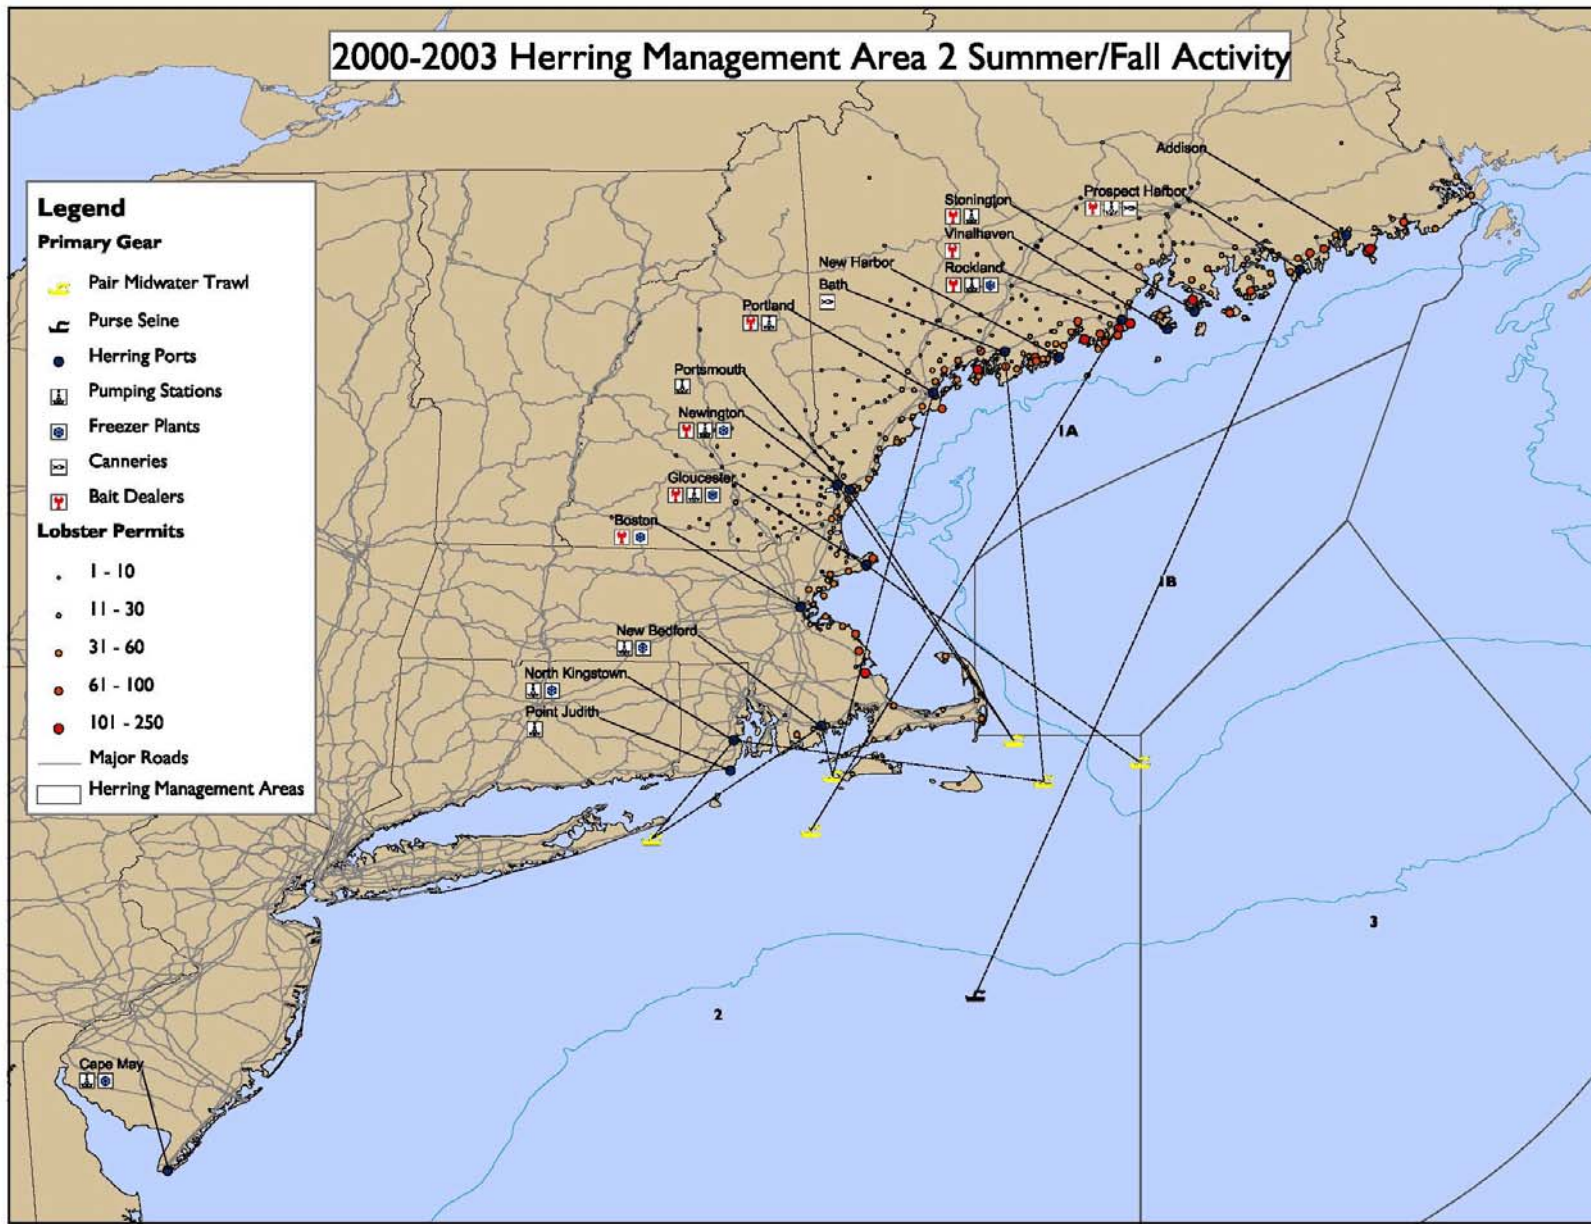 2000-2003 Herring Management Area 2 Summer/Fall Activity
Legend
Primary Gear
Pair Midwater Trawl
Purse Seine
Herring Ports
Pumping Stations
Freezer Plants
Canneries
Bait Dealers
Lobster Permits
1 - 10
11 - 30
31 - 60
61 - 100
101 - 250
Major Roads
Herring Management Areas
Addison
Prospect Harbor
Stonington
Vinalhaven
Rockland
New Harbor
Bath
Portland
Portsmouth
Newington
Gloucester
Boston
New Bedford
North Kingstown
Point Judith
Cape May
1A
1B
2
3